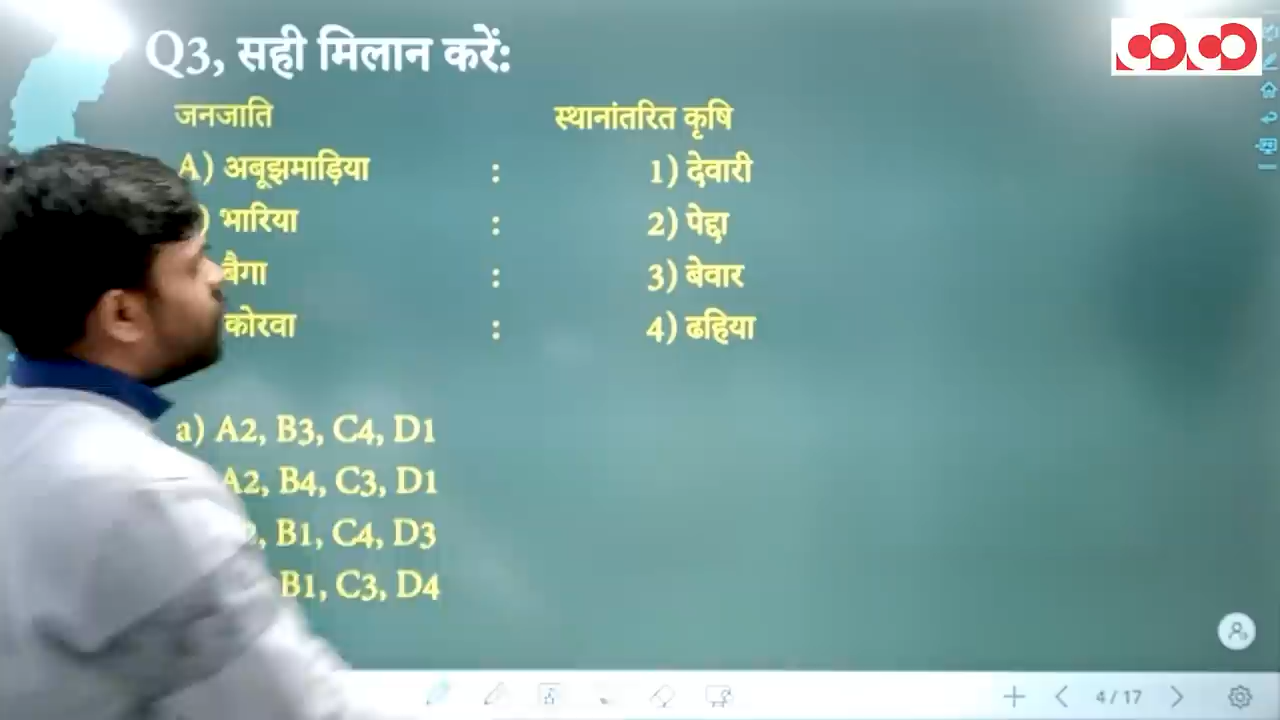 Q3, सही मिलान करें:
जनजाति स्थानांतरित कृषि
A) अबूझमाड़िया : 1) देवारी
) भारिया : 2) पेद्दा
बैगा : 3) बेवार
कोरवा : 4) ढहिया
a) A2, B3, C4, D1
A2, B4, C3, D1
2, B1, C4, D3
B1, C3, D4
4 / 17